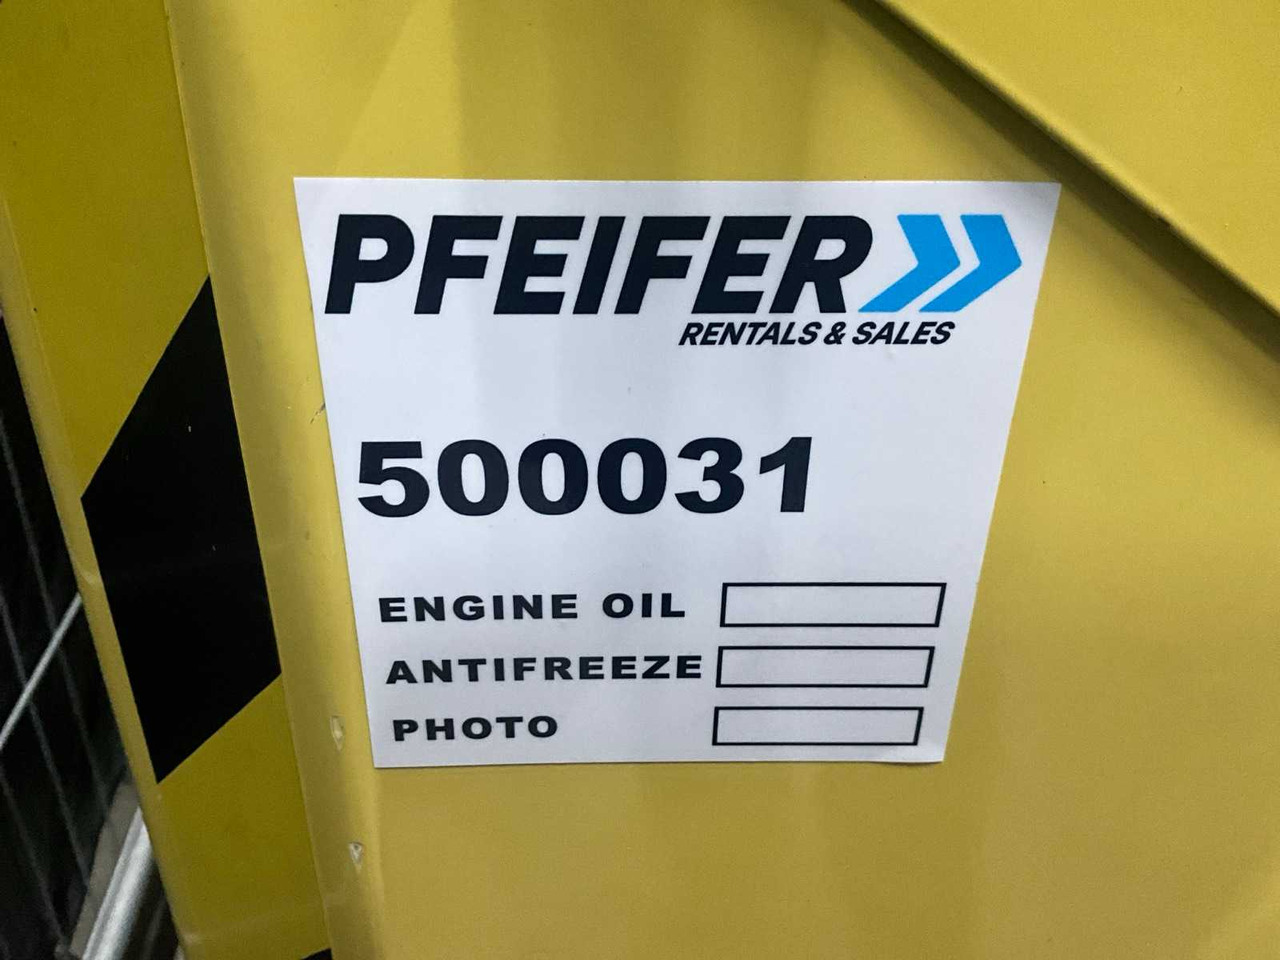 PFEIFER
RENTALS & SALES
500031
ENGINE OIL
ANTIFREEZE
PHOTO